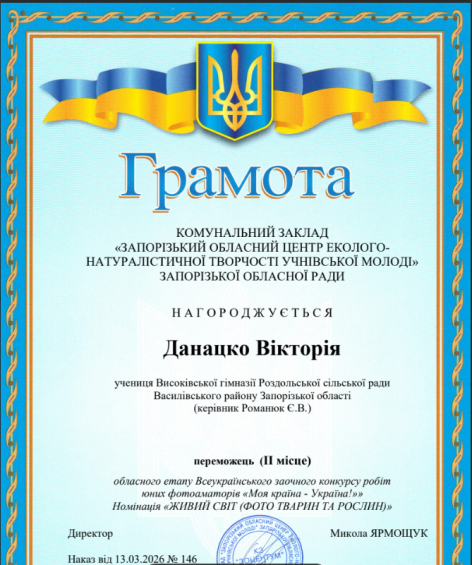 Грамота
КОМУНАЛЬНИЙ ЗАКЛАД
«ЗАПОРІЗЬКИЙ ОБЛАСНИЙ ЦЕНТР ЕКОЛОГО-
НАТУРАЛІСТИЧНОЇ ТВОРЧОСТІ УЧНІВСЬКОЇ МОЛОДІ»
ЗАПОРІЗЬКОЇ ОБЛАСНОЇ РАДИ
НАГОРОДЖУЄТЬСЯ
Данацко Вікторія
учениця Високівської гімназії Роздольської сільської ради
Василівського району Запорізької області
(керівник Романюк Є.В.)
переможець (ІІ місце)
обласного етапу Всеукраїнського заочного конкурсу робіт
юних фотоаматорів «Моя країна - Україна!»»
Номінація «ЖИВИЙ СВІТ (ФОТО ТВАРИН ТА РОСЛИН)»
Директор
Микола ЯРМОЩУК
Наказ від 13.03.2026 № 146